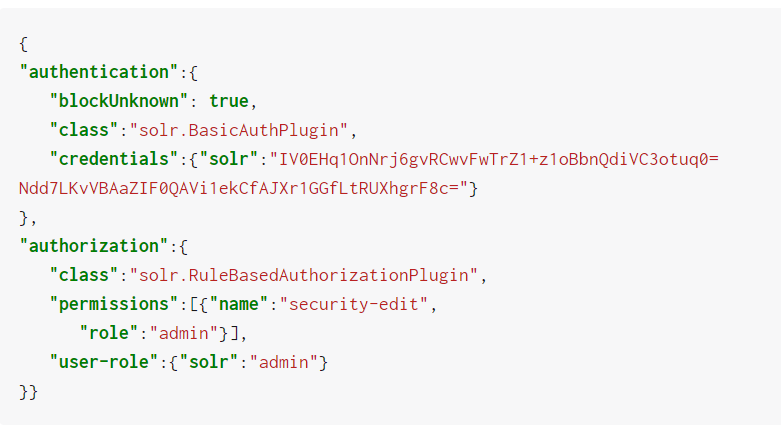 {
"authentication":{
   "blockUnknown": true,
   "class":"solr.BasicAuthPlugin",
   "credentials":{"solr":"IV0EHq1OnNrj6gvRCwvFwTrZ1+z1oBbnQdiVC3otuq0=
Ndd7LKvVBAaZIF0QAVi1ekCfAJXr1GGfLtRUXhgrF8c="}
},
"authorization":{
   "class":"solr.RuleBasedAuthorizationPlugin",
   "permissions":[{"name":"security-edit",
      "role":"admin"}],
   "user-role":{"solr":"admin"}
}}